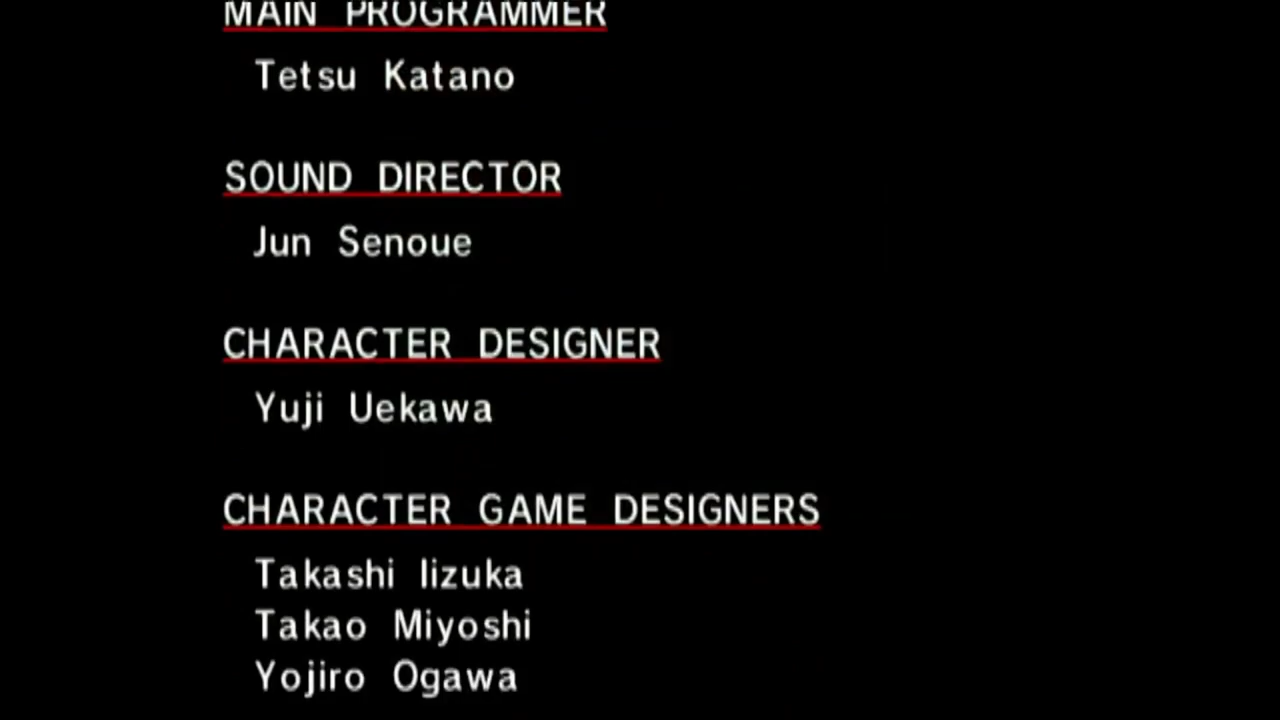 MAIN PROGRAMMER
Tetsu Katano
SOUND DIRECTOR
Jun Senoue
CHARACTER DESIGNER
Yuji Uekawa
CHARACTER GAME DESIGNERS
Takashi Iizuka
Takao Miyoshi
Yojiro Ogawa